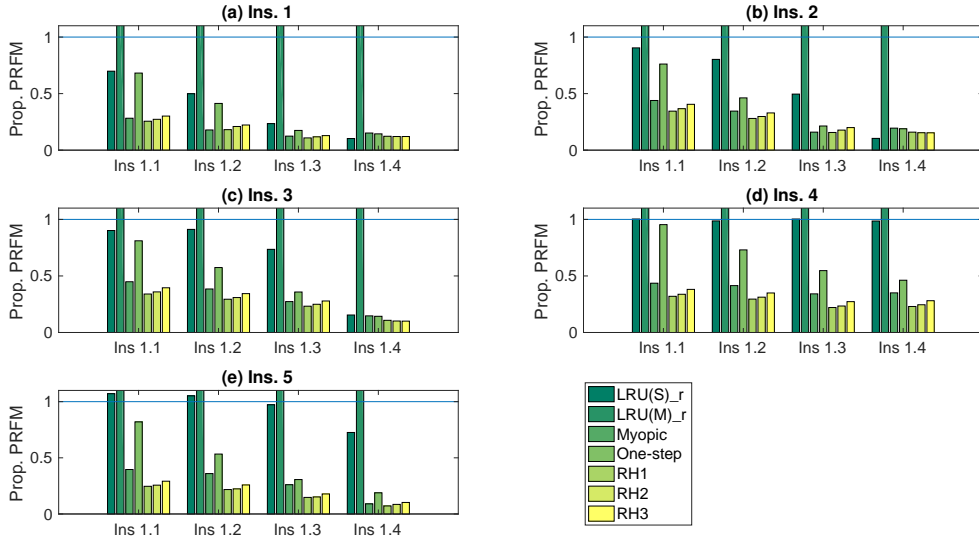 (a) Ins. 1
Prop. PRFM
1
0.5
0
Ins 1.1 Ins 1.2 Ins 1.3 Ins 1.4
(b) Ins. 2
Prop. PRFM
1
0.5
0
Ins 1.1 Ins 1.2 Ins 1.3 Ins 1.4
(c) Ins. 3
Prop. PRFM
1
0.5
0
Ins 1.1 Ins 1.2 Ins 1.3 Ins 1.4
(d) Ins. 4
Prop. PRFM
1
0.5
0
Ins 1.1 Ins 1.2 Ins 1.3 Ins 1.4
(e) Ins. 5
Prop. PRFM
1
0.5
0
Ins 1.1 Ins 1.2 Ins 1.3 Ins 1.4
LRU(S)_r
LRU(M)_r
Myopic
One-step
RH1
RH2
RH3